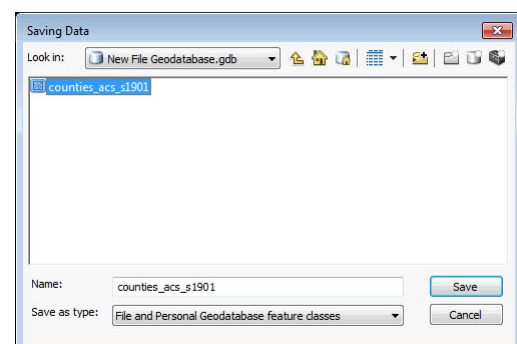 Saving Data
Look in: New File Geodatabase.gdb
counties_acs_s1901
Name: counties_acs_s1901 Save
Save as type: File and Personal Geodatabase feature classes Cancel